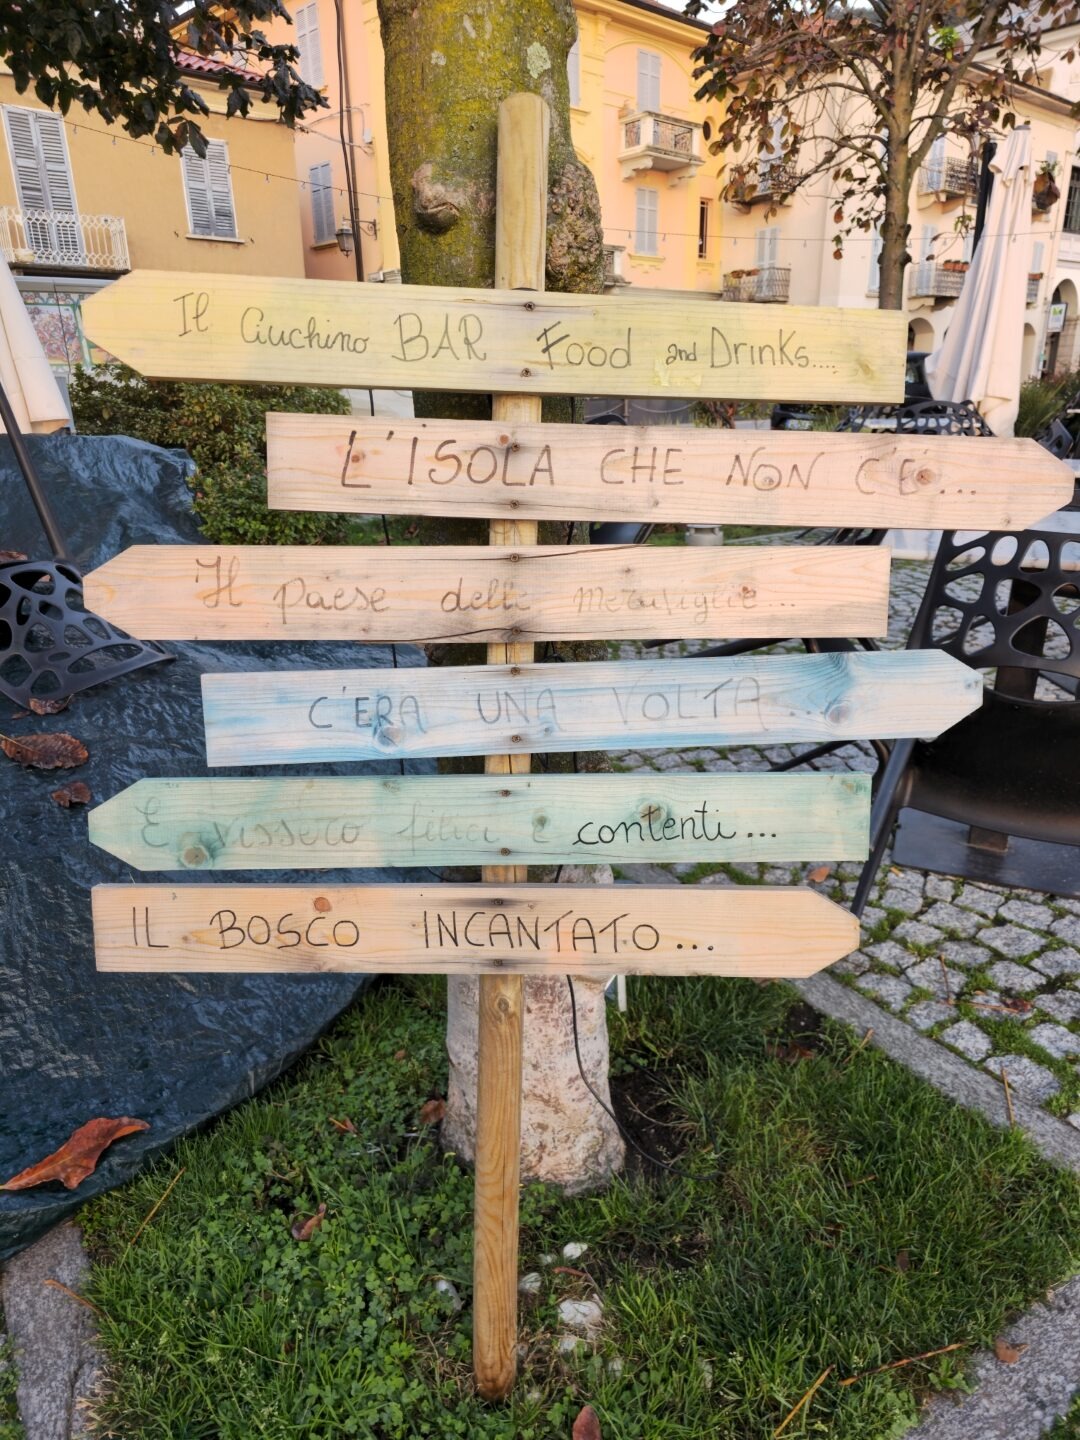 Il Ciuchino BAR Food and Drinks....
L'ISOLA CHE NON C'E'...
Il paese delle meraviglie...
C'ERA UNA VOLTA...
E vissero felici e contenti...
IL BOSCO INCANTATO...